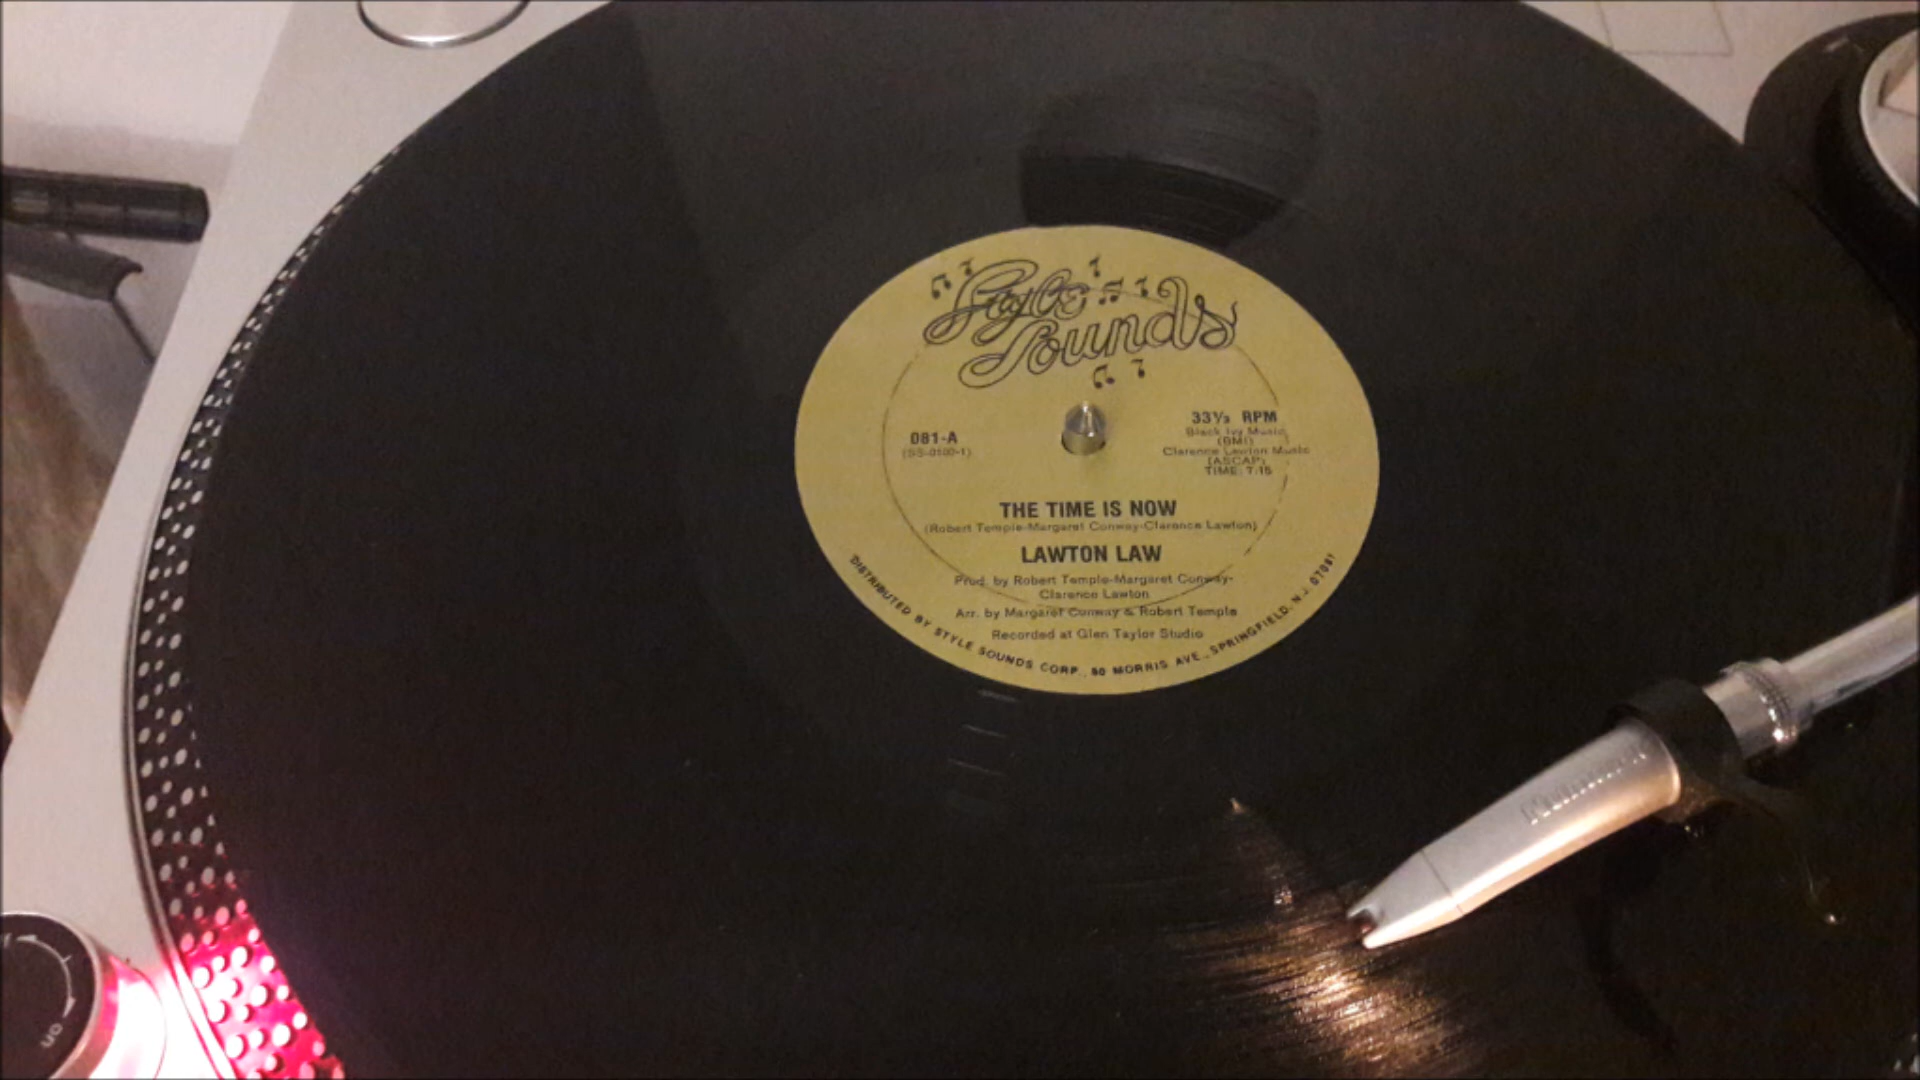 Style
Sounds
081-A
(SS-0100-1)
33⅓ RPM
Black Ivy Music
(BMI)
Clarence Lawton Music
(ASCAP)
TIME: 7:15
THE TIME IS NOW
(Robert Temple-Margaret Conway-Clarence Lawton)
LAWTON LAW
Prod. by Robert Temple-Margaret Conway-
Clarence Lawton
Arr. by Margaret Conway & Robert Temple
Recorded at Glen Taylor Studio
DISTRIBUTED BY STYLE SOUNDS CORP., 50 MORRIS AVE., SPRINGFIELD, N.J. 07081
on